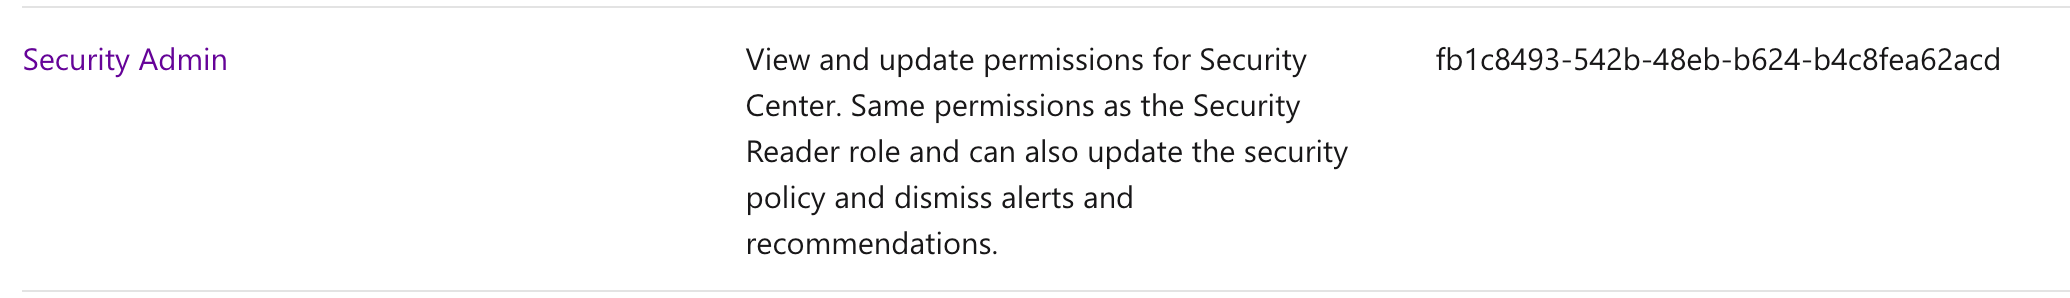 Security Admin
View and update permissions for Security
Center. Same permissions as the Security
Reader role and can also update the security
policy and dismiss alerts and
recommendations.
fb1c8493-542b-48eb-b624-b4c8fea62acd